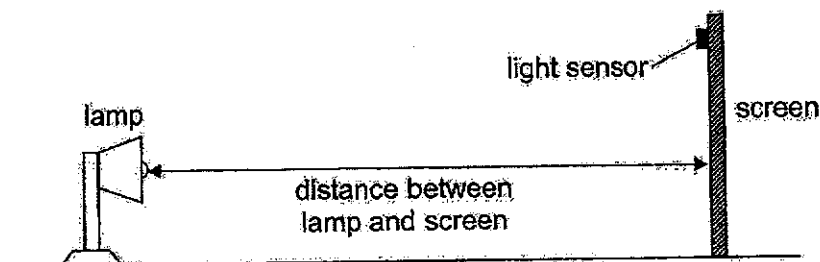 light sensor
screen
lamp
distance between
lamp and screen